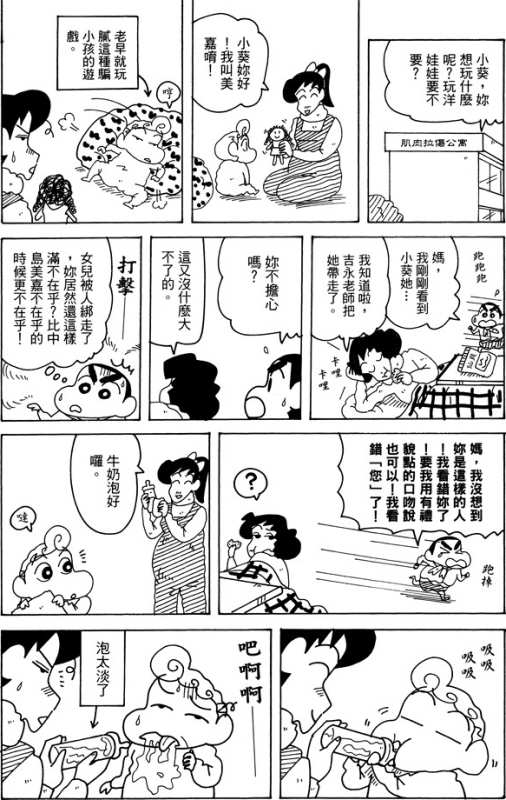 小葵，妳
想玩什麼
呢？玩洋
娃娃要不
要？
肌肉拉傷公寓
小葵妳好
！我叫美
嘉唷！
老早就玩
膩這種騙
小孩的遊
戲。
哼
跑跑跑
媽，
我剛剛看到
小葵她…
我知道啦，
吉永老師把
她帶走了。
卡哩
卡哩
妳不擔心
嗎？
這又沒什麼大
不了的。
打擊
女兒被人綁走了
，妳居然還這樣
滿不在乎？比中
島美嘉不在乎的
時候更不在乎！
媽，我沒想到
妳是這樣的人
！我看錯妳了
！要我用有禮
貌點的口吻說
也可以！我看
錯「您」了！
跑掉
？
牛奶泡好
囉。
噠
吸吸
吸吸
吧啊啊
泡太淡了